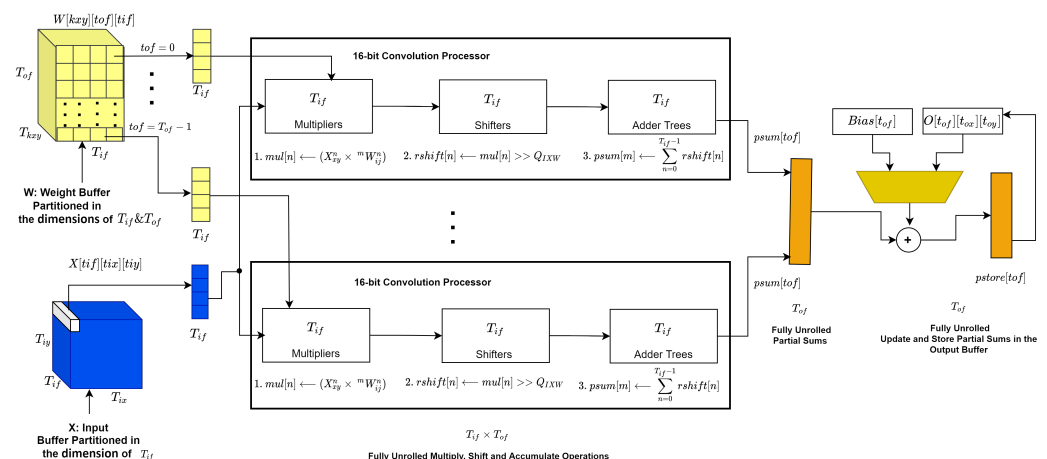 W[kxy][tof][tif]
tof = 0
T_of
T_if
T_kxy
tof = T_of − 1
T_if
W: Weight Buffer
Partitioned in
the dimensions of T_if&T_of
T_if
X[tif][tix][tiy]
T_if
T_iy
T_if
T_ix
X: Input
Buffer Partitioned in
the dimension of T_if
16-bit Convolution Processor
T_if
Multipliers
T_if
Shifters
T_if
Adder Trees
1. mul[n] ⟵ (X^n_xy × ^mW^n_ij)
2. rshift[n] ⟵ mul[n] >> Q_IXW
3. psum[m] ⟵ ∑_{n=0}^{T_if−1} rshift[n]
16-bit Convolution Processor
T_if
Multipliers
T_if
Shifters
T_if
Adder Trees
1. mul[n] ⟵ (X^n_xy × ^mW^n_ij)
2. rshift[n] ⟵ mul[n] >> Q_IXW
3. psum[m] ⟵ ∑_{n=0}^{T_if−1} rshift[n]
T_if × T_of
Fully Unrolled Multiply, Shift and Accumulate Operations
psum[tof]
psum[tof]
T_of
Fully Unrolled
Partial Sums
Bias[t_of]
O[t_of][t_ox][t_oy]
+
pstore[tof]
T_of
Fully Unrolled
Update and Store Partial Sums in the
Output Buffer